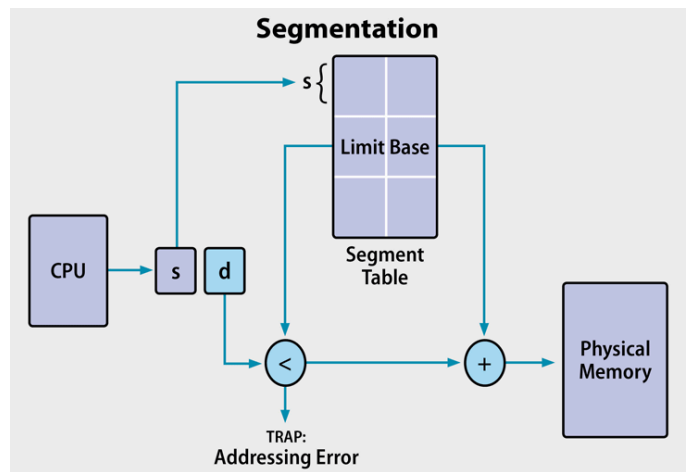 Segmentation
s {
Limit Base
CPU
s d
Segment
Table
< +
Physical
Memory
TRAP:
Addressing Error